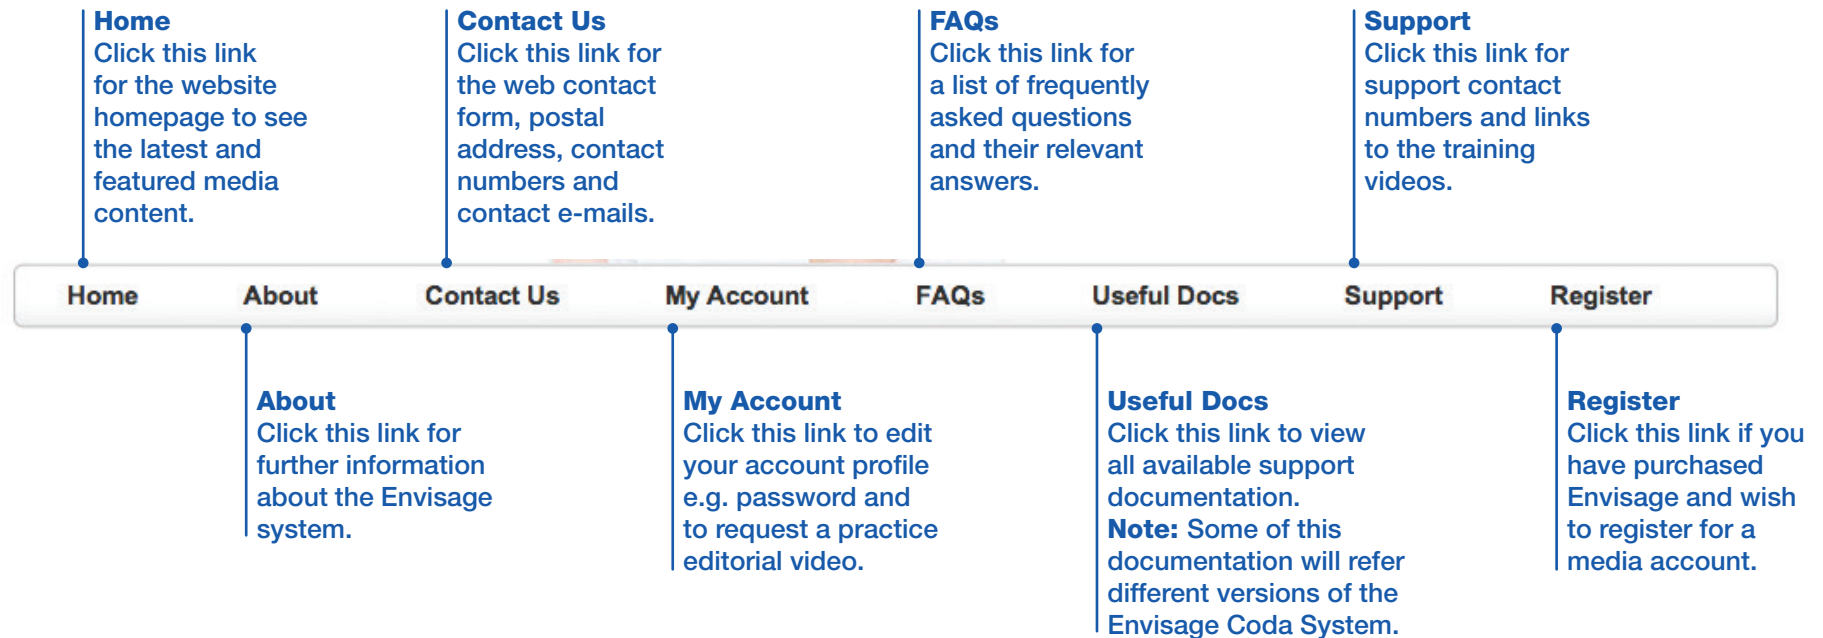 Home
Click this link
for the website
homepage to see
the latest and
featured media
content.
Contact Us
Click this link for
the web contact
form, postal
address, contact
numbers and
contact e-mails.
FAQs
Click this link for
a list of frequently
asked questions
and their relevant
answers.
Support
Click this link for
support contact
numbers and links
to the training
videos.
Home About Contact Us My Account FAQs Useful Docs Support Register
About
Click this link for
further information
about the Envisage
system.
My Account
Click this link to edit
your account profile
e.g. password and
to request a practice
editorial video.
Useful Docs
Click this link to view
all available support
documentation.
Note: Some of this
documentation will refer
different versions of the
Envisage Coda System.
Register
Click this link if you
have purchased
Envisage and wish
to register for a
media account.